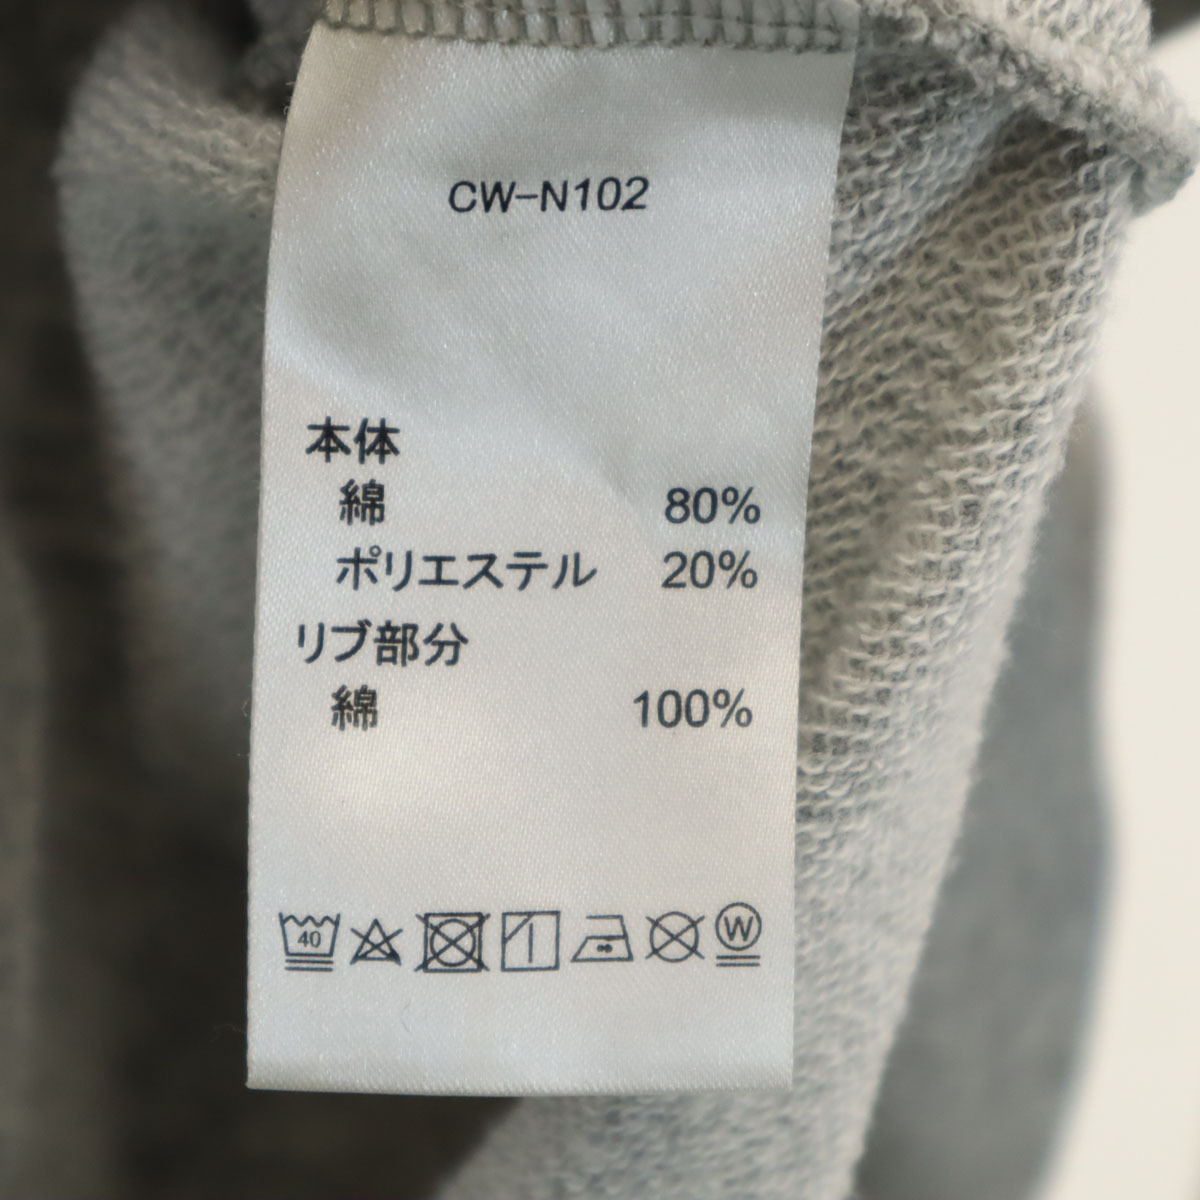 CW-N102
本体
綿 80%
ポリエステル 20%
リブ部分
綿 100%
40 W